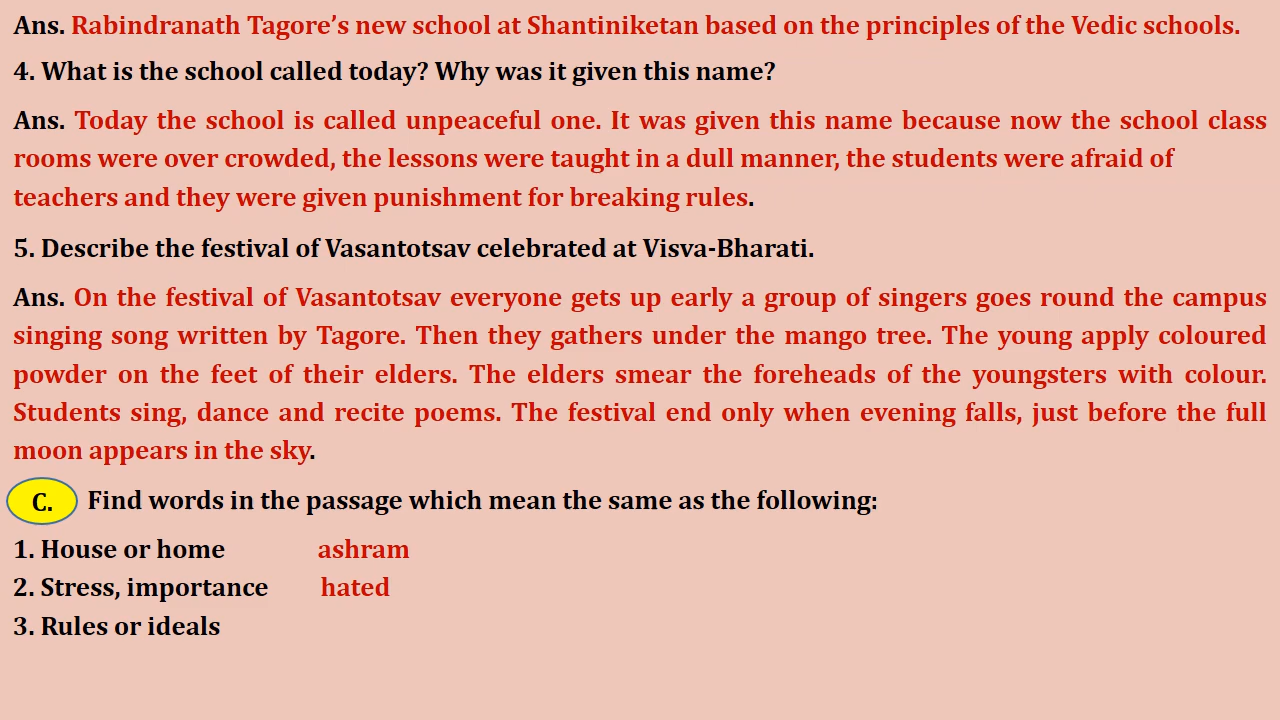 Ans. Rabindranath Tagore’s new school at Shantiniketan based on the principles of the Vedic schools.
4. What is the school called today? Why was it given this name?
Ans. Today the school is called unpeaceful one. It was given this name because now the school class
rooms were over crowded, the lessons were taught in a dull manner, the students were afraid of
teachers and they were given punishment for breaking rules.
5. Describe the festival of Vasantotsav celebrated at Visva-Bharati.
Ans. On the festival of Vasantotsav everyone gets up early a group of singers goes round the campus
singing song written by Tagore. Then they gathers under the mango tree. The young apply coloured
powder on the feet of their elders. The elders smear the foreheads of the youngsters with colour.
Students sing, dance and recite poems. The festival end only when evening falls, just before the full
moon appears in the sky.
C. Find words in the passage which mean the same as the following:
1. House or home ashram
2. Stress, importance hated
3. Rules or ideals